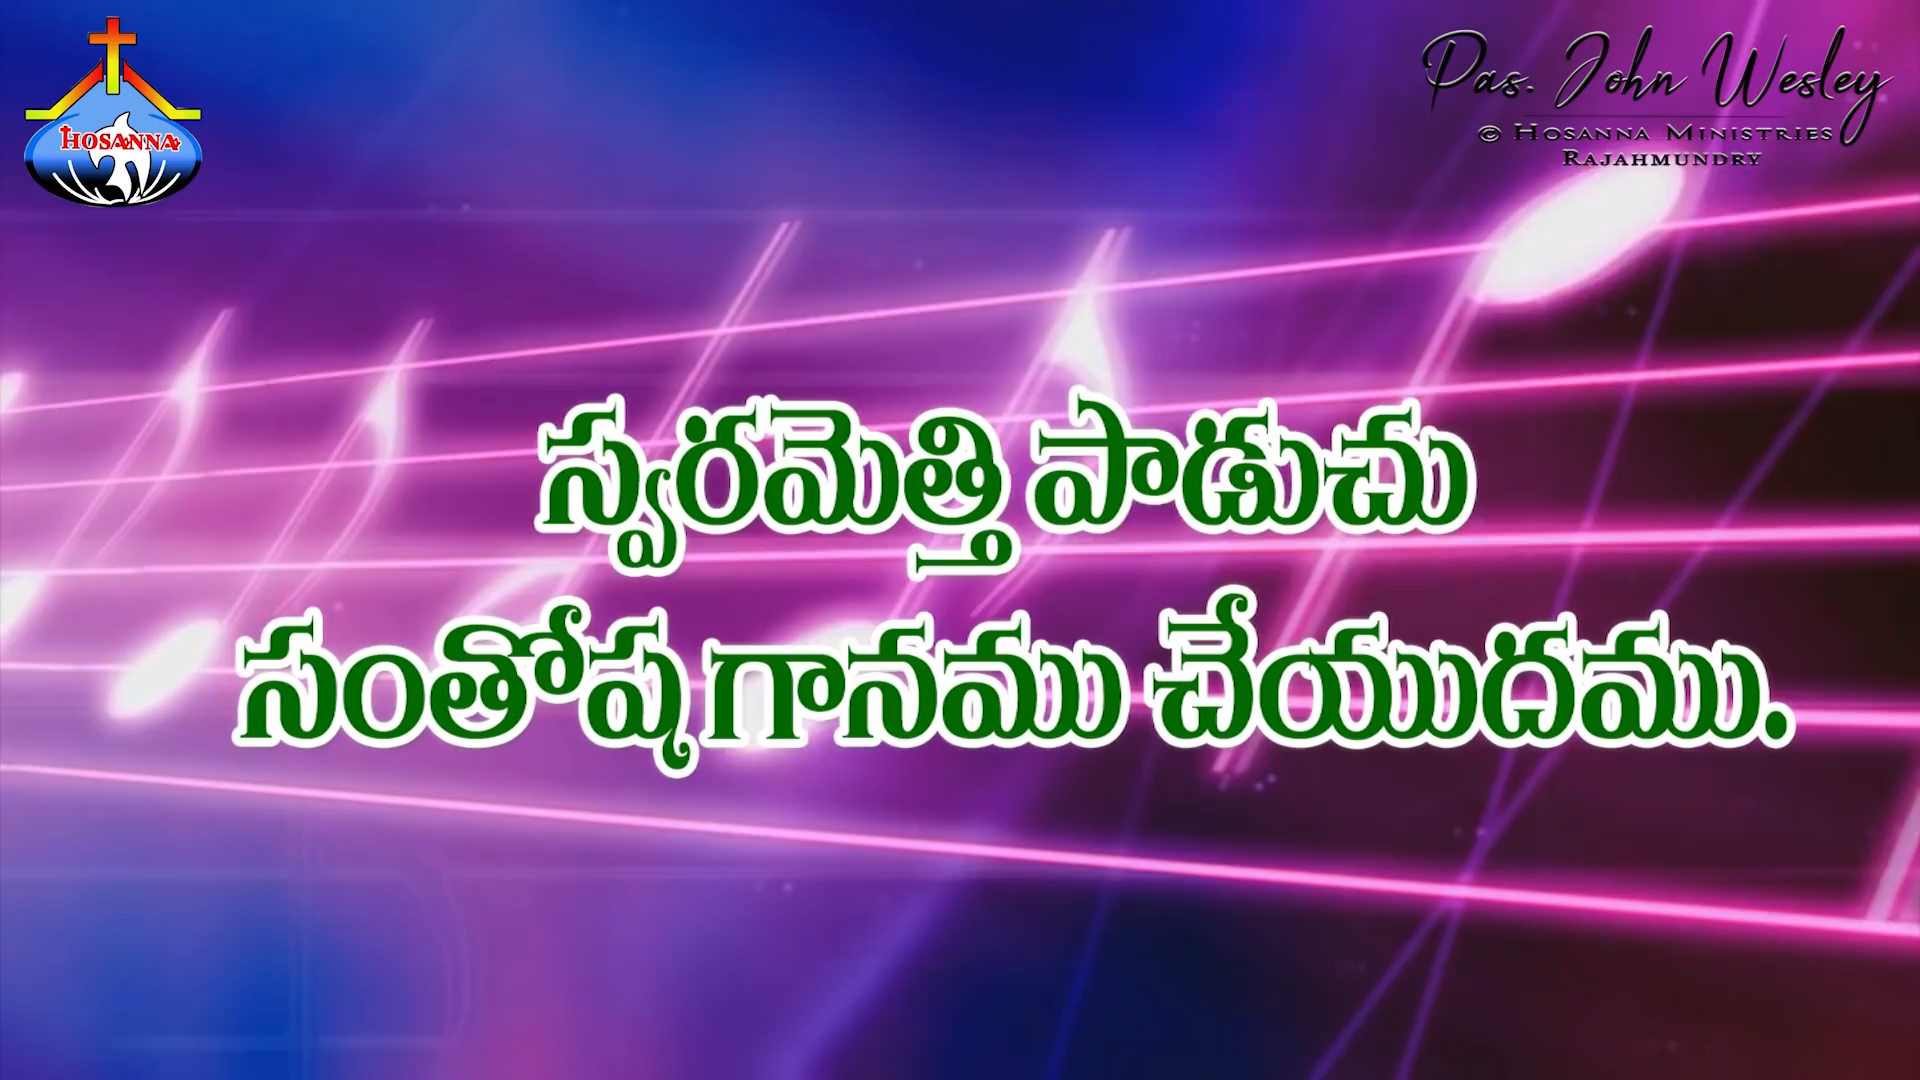 HOSANNA
Pas. John Wesley
© HOSANNA MINISTRIES
RAJAHMUNDRY
స్వరమెత్తి పాడుచు
సంతోష గానము చేయుదము.